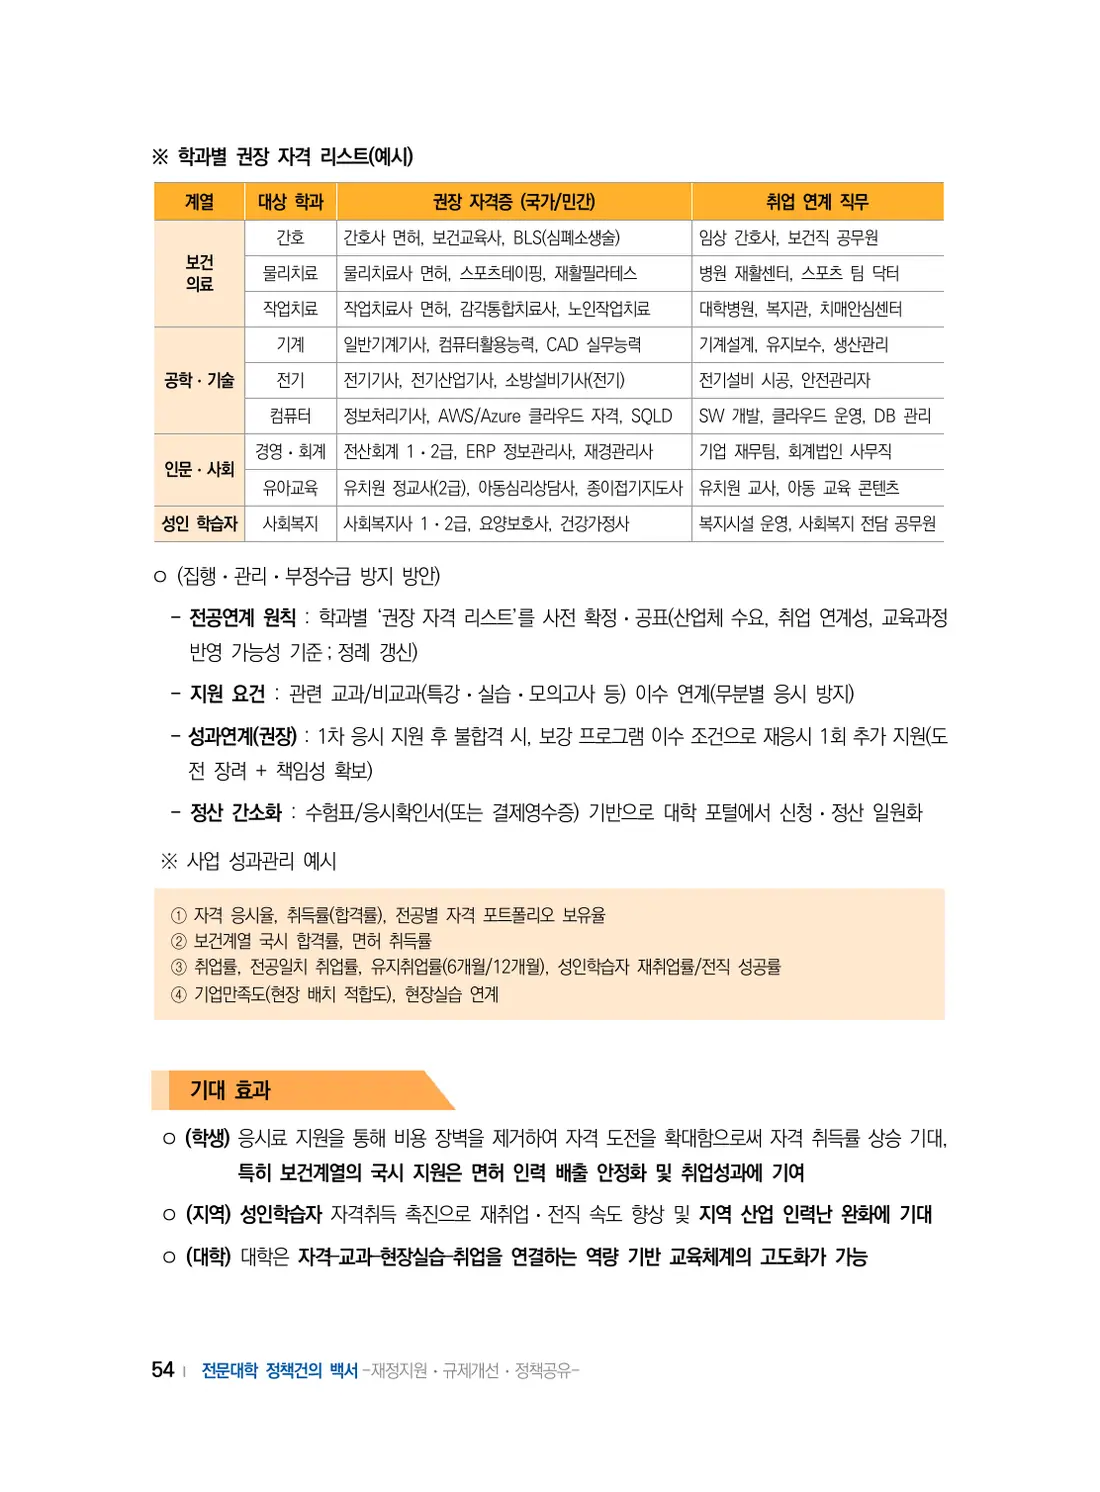 ※ 학과별 권장 자격 리스트(예시)
계열 대상 학과 권장 자격증 (국가/민간) 취업 연계 직무
보건
의료
간호 간호사 면허, 보건교육사, BLS(심폐소생술) 임상 간호사, 보건직 공무원
물리치료 물리치료사 면허, 스포츠테이핑, 재활필라테스 병원 재활센터, 스포츠 팀 닥터
작업치료 작업치료사 면허, 감각통합치료사, 노인작업치료 대학병원, 복지관, 치매안심센터
공학·기술
기계 일반기계기사, 컴퓨터활용능력, CAD 실무능력 기계설계, 유지보수, 생산관리
전기 전기기사, 전기산업기사, 소방설비기사(전기) 전기설비 시공, 안전관리자
컴퓨터 정보처리기사, AWS/Azure 클라우드 자격, SQLD SW 개발, 클라우드 운영, DB 관리
인문·사회
경영·회계 전산회계 1·2급, ERP 정보관리사, 재경관리사 기업 재무팀, 회계법인 사무직
유아교육 유치원 정교사(2급), 아동심리상담사, 종이접기지도사 유치원 교사, 아동 교육 콘텐츠
성인 학습자 사회복지 사회복지사 1·2급, 요양보호사, 건강가정사 복지시설 운영, 사회복지 전담 공무원
○ (집행·관리·부정수급 방지 방안)
- 전공연계 원칙 : 학과별 ‘권장 자격 리스트’를 사전 확정·공표(산업체 수요, 취업 연계성, 교육과정
반영 가능성 기준; 정례 갱신)
- 지원 요건 : 관련 교과/비교과(특강·실습·모의고사 등) 이수 연계(무분별 응시 방지)
- 성과연계(권장) : 1차 응시 지원 후 불합격 시, 보강 프로그램 이수 조건으로 재응시 1회 추가 지원(도
전 장려 + 책임성 확보)
- 정산 간소화 : 수험표/응시확인서(또는 결제영수증) 기반으로 대학 포털에서 신청·정산 일원화
※ 사업 성과관리 예시
① 자격 응시율, 취득률(합격률), 전공별 자격 포트폴리오 보유율
② 보건계열 국시 합격률, 면허 취득률
③ 취업률, 전공일치 취업률, 유지취업률(6개월/12개월), 성인학습자 재취업률/전직 성공률
④ 기업만족도(현장 배치 적합도), 현장실습 연계
기대 효과
○ (학생) 응시료 지원을 통해 비용 장벽을 제거하여 자격 도전을 확대함으로써 자격 취득률 상승 기대,
특히 보건계열의 국시 지원은 면허 인력 배출 안정화 및 취업성과에 기여
○ (지역) 성인학습자 자격취득 촉진으로 재취업·전직 속도 향상 및 지역 산업 인력난 완화에 기대
○ (대학) 대학은 자격-교과-현장실습-취업을 연결하는 역량 기반 교육체계의 고도화가 가능
54 | 전문대학 정책건의 백서 -재정지원·규제개선·정책공유-